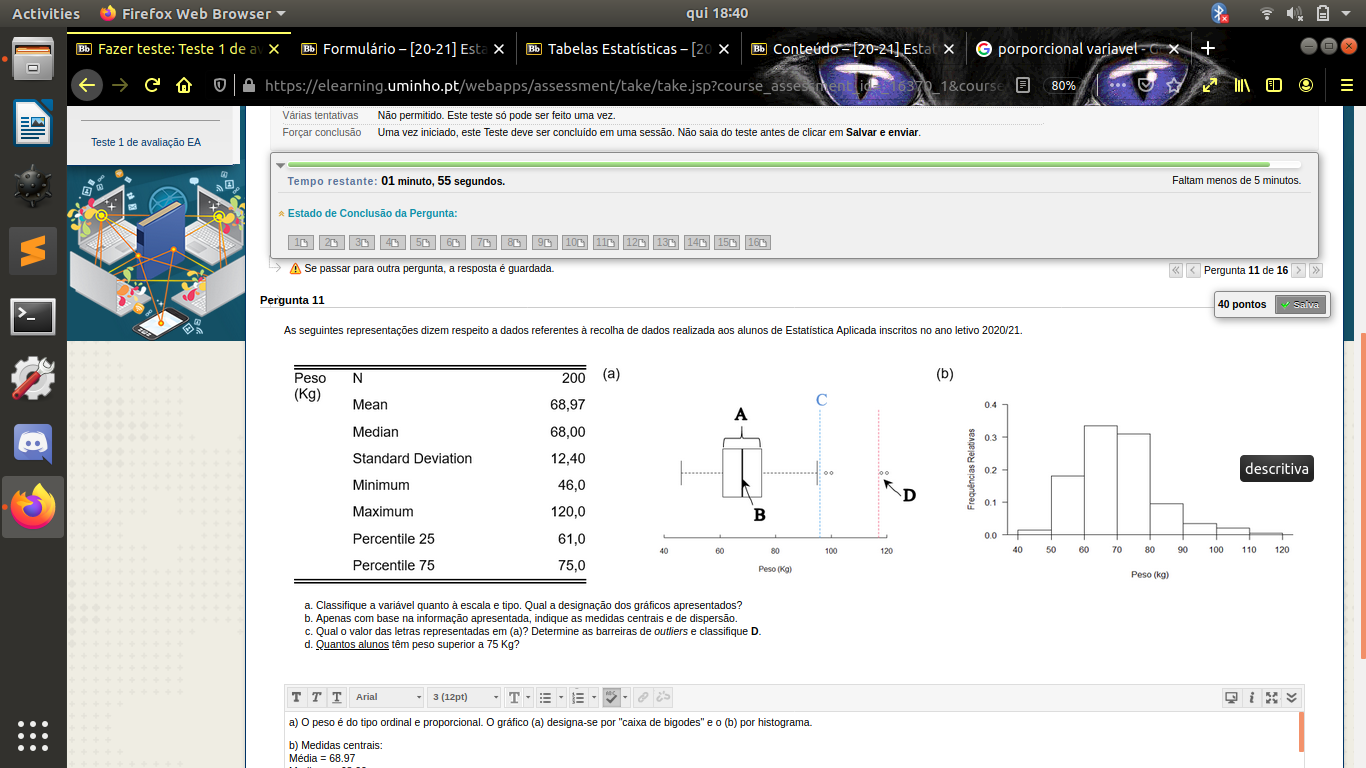 Activities
Firefox Web Browser
qui 18:40
Fazer teste: Teste 1 de av
Formulário – [20-21] Esta
Tabelas Estatísticas – [20
Conteúdo – [20-21] Estat
porporcional varjavel - G
https://elearning.uminho.pt/webapps/assessment/take/take.jsp?course_assessment_id=_16370_1&course
80%
Teste 1 de avaliação EA
Várias tentativas Não permitido. Este teste só pode ser feito uma vez.
Forçar conclusão Uma vez iniciado, este Teste deve ser concluído em uma sessão. Não saia do teste antes de clicar em Salvar e enviar.
Tempo restante: 01 minuto, 55 segundos.
Faltam menos de 5 minutos.
Estado de Conclusão da Pergunta:
1 2 3 4 5 6 7 8 9 10 11 12 13 14 15 16
Se passar para outra pergunta, a resposta é guardada.
Pergunta 11 de 16
Pergunta 11
40 pontos
Salva
As seguintes representações dizem respeito a dados referentes à recolha de dados realizada aos alunos de Estatística Aplicada inscritos no ano letivo 2020/21.
Peso (Kg)
N 200
Mean 68,97
Median 68,00
Standard Deviation 12,40
Minimum 46,0
Maximum 120,0
Percentile 25 61,0
Percentile 75 75,0
(a)
A
C
B
D
40 60 80 100 120
Peso (Kg)
(b)
Frequências Relativas
0.4
0.3
0.2
0.1
0.0
40 50 60 70 80 90 100 110 120
Peso (kg)
descritiva
a. Classifique a variável quanto à escala e tipo. Qual a designação dos gráficos apresentados?
b. Apenas com base na informação apresentada, indique as medidas centrais e de dispersão.
c. Qual o valor das letras representadas em (a)? Determine as barreiras de outliers e classifique D.
d. Quantos alunos têm peso superior a 75 Kg?
T T T Arial 3 (12pt) T
a) O peso é do tipo ordinal e proporcional. O gráfico (a) designa-se por "caixa de bigodes" e o (b) por histograma.
b) Medidas centrais:
Média = 68.97